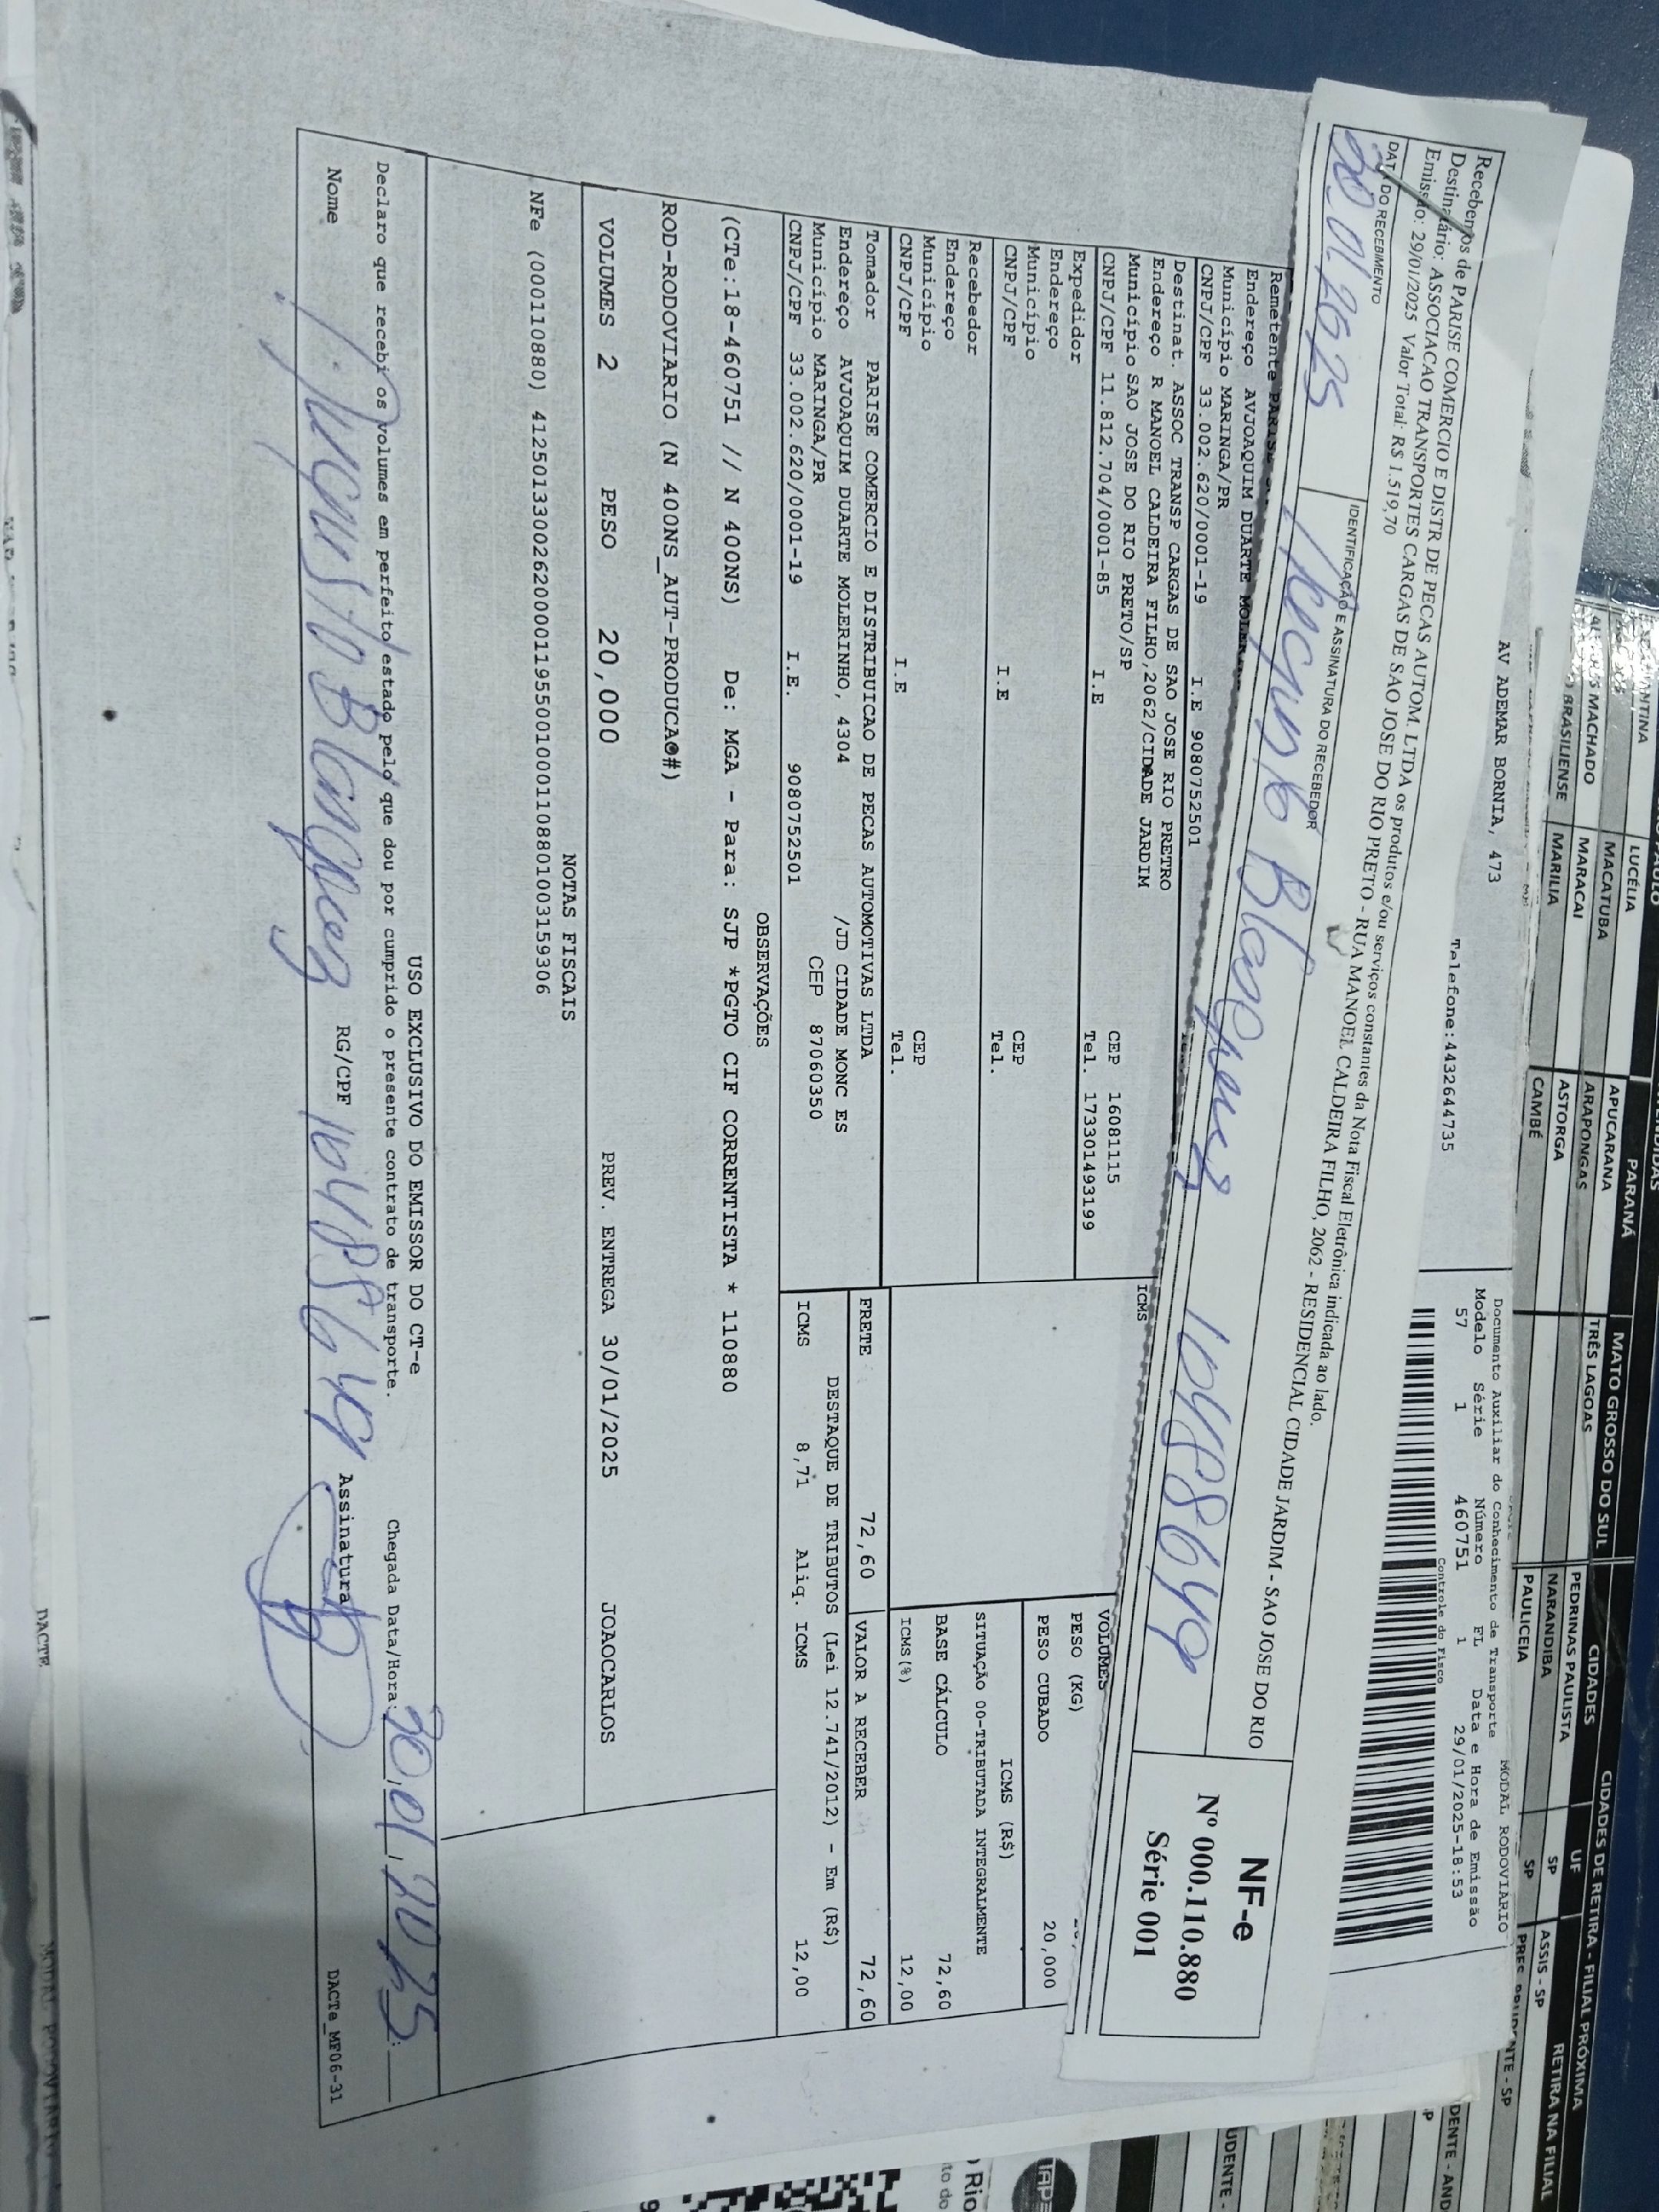 AV ADEMAR BORNIA, 473
Telefone:4432644735
MODAL RODOVIARIO
Documento Auxiliar do Conhecimento de Transporte
Modelo Série Número FL Data e Hora de Emissão
57 1 460751 1 29/01/2025-18:53
Controle do Fisco
Recebemos de PARISE COMERCIO E DISTR DE PECAS AUTOM. LTDA os produtos e/ou serviços constantes da Nota Fiscal Eletrônica indicada ao lado.
Destinatário: ASSOCIACAO TRANSPORTES CARGAS DE SAO JOSE DO RIO PRETO - RUA MANOEL CALDEIRA FILHO, 2062 - RESIDENCIAL CIDADE JARDIM - SAO JOSE DO RIO
Emissão: 29/01/2025 Valor Total: R$ 1.519,70
DATA DO RECEBIMENTO
IDENTIFICAÇÃO E ASSINATURA DO RECEBEDOR
NF-e
Nº 000.110.880
Série 001
Remetente
Endereço AVJOAQUIM DUARTE
Município MARINGA/PR
CNPJ/CPF 33.002.620/0001-19 I.E 9080752501
Destinat. ASSOC TRANSP CARGAS DE SAO JOSE RIO PRETRO
Endereço R MANOEL CALDEIRA FILHO,2062/CIDADE JARDIM
Município SAO JOSE DO RIO PRETO/SP CEP 16081115
CNPJ/CPF 11.812.704/0001-85 I.E Tel. 17330149​3199
Expedidor
Endereço
Município CEP
CNPJ/CPF I.E Tel.
Recebedor
Endereço
Município CEP
CNPJ/CPF I.E Tel.
ICMS
VOLUMES
PESO (KG)
PESO CUBADO 20,000
ICMS (R$)
SITUAÇÃO 00-TRIBUTADA INTEGRALMENTE
BASE CÁLCULO 72,60
ICMS(%) 12,00
Tomador PARISE COMERCIO E DISTRIBUICAO DE PECAS AUTOMOTIVAS LTDA
Endereço AVJOAQUIM DUARTE MOLERINHO, 4304 /JD CIDADE MONC ES
Município MARINGA/PR CEP 87060350
CNPJ/CPF 33.002.620/0001-19 I.E. 9080752501
FRETE 72,60 VALOR A RECEBER 72,60
DESTAQUE DE TRIBUTOS (Lei 12.741/2012) - Em (R$)
ICMS 8,71 Aliq. ICMS 12,00
OBSERVAÇÕES
(CTe:18-460751 // N 400NS) De: MGA - Para: SJP *PGTO CIF CORRENTISTA * 110880
ROD-RODOVIARIO (N 400NS_AUT-PRODUCAO#)
VOLUMES 2 PESO 20,000 PREV. ENTREGA 30/01/2025 JOAOCARLOS
NOTAS FISCAIS
NFe (000110880) 41250133002620000119550010001108801003159306
USO EXCLUSIVO DO EMISSOR DO CT-e
Declaro que recebi os volumes em perfeito estado pelo que dou por cumprido o presente contrato de transporte. Chegada Data/Hora: 30/01/2025
Nome RG/CPF Assinatura
DACTe_MF06-31
DACTE
LUCÉLIA
MACATUBA
MARACAI
MARILIA
PARANÁ
APUCARANA
ARAPONGAS
ASTORGA
CAMBÉ
MATO GROSSO DO SUL
TRÊS LAGOAS
CIDADES
PEDRINAS PAULISTA
NARANDIBA
PAULICEIA
UF
SP
SP
CIDADES DE RETIRA - FILIAL PRÓXIMA
RETIRA NA FILIAL
ASSIS - SP